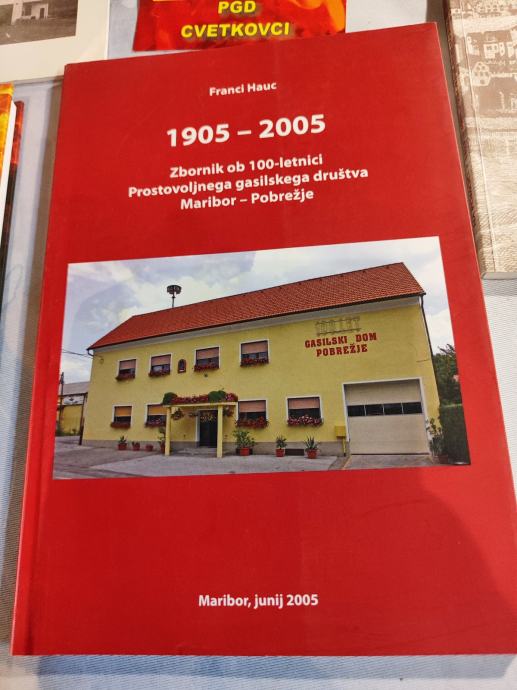 PGD
CVETKOVCI
Franci Hauc
1905 – 2005
Zbornik ob 100-letnici
Prostovoljnega gasilskega društva
Maribor – Pobrežje
GASILSKI DOM
POBREŽJE
Maribor, junij 2005